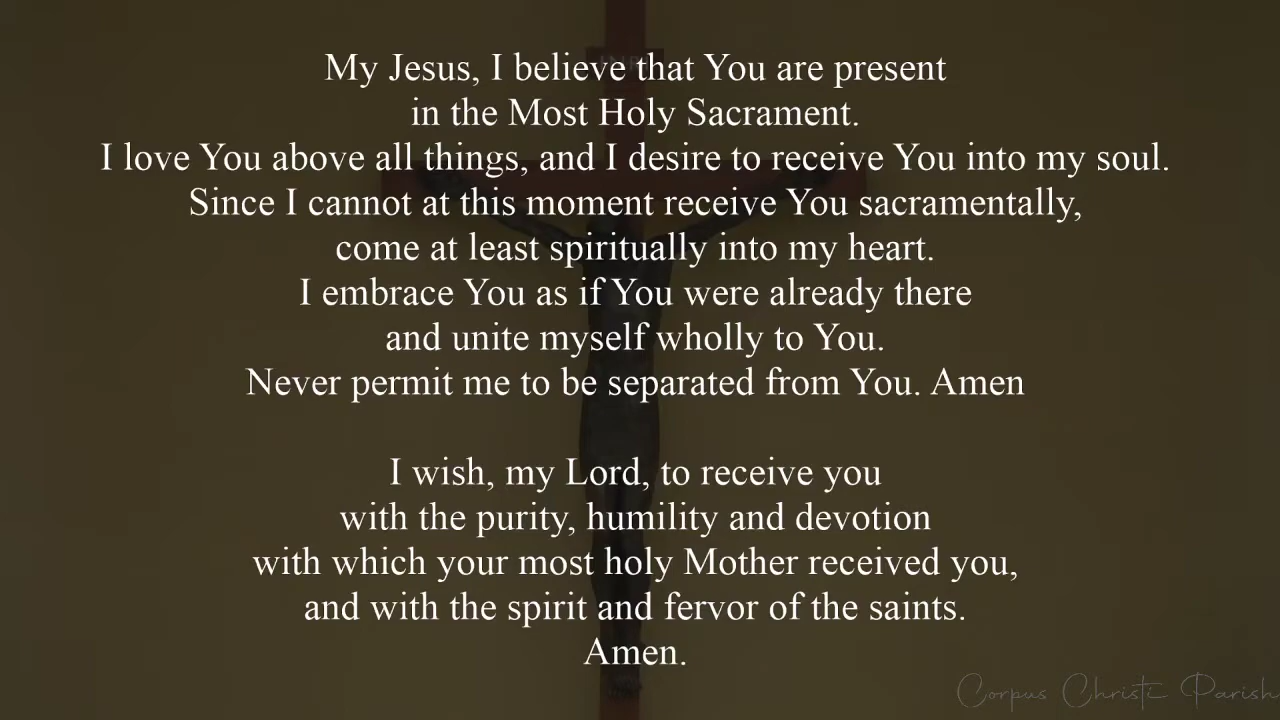 My Jesus, I believe that You are present
in the Most Holy Sacrament.
I love You above all things, and I desire to receive You into my soul.
Since I cannot at this moment receive You sacramentally,
come at least spiritually into my heart.
I embrace You as if You were already there
and unite myself wholly to You.
Never permit me to be separated from You. Amen
I wish, my Lord, to receive you
with the purity, humility and devotion
with which your most holy Mother received you,
and with the spirit and fervor of the saints.
Amen.
Corpus Christi Parish